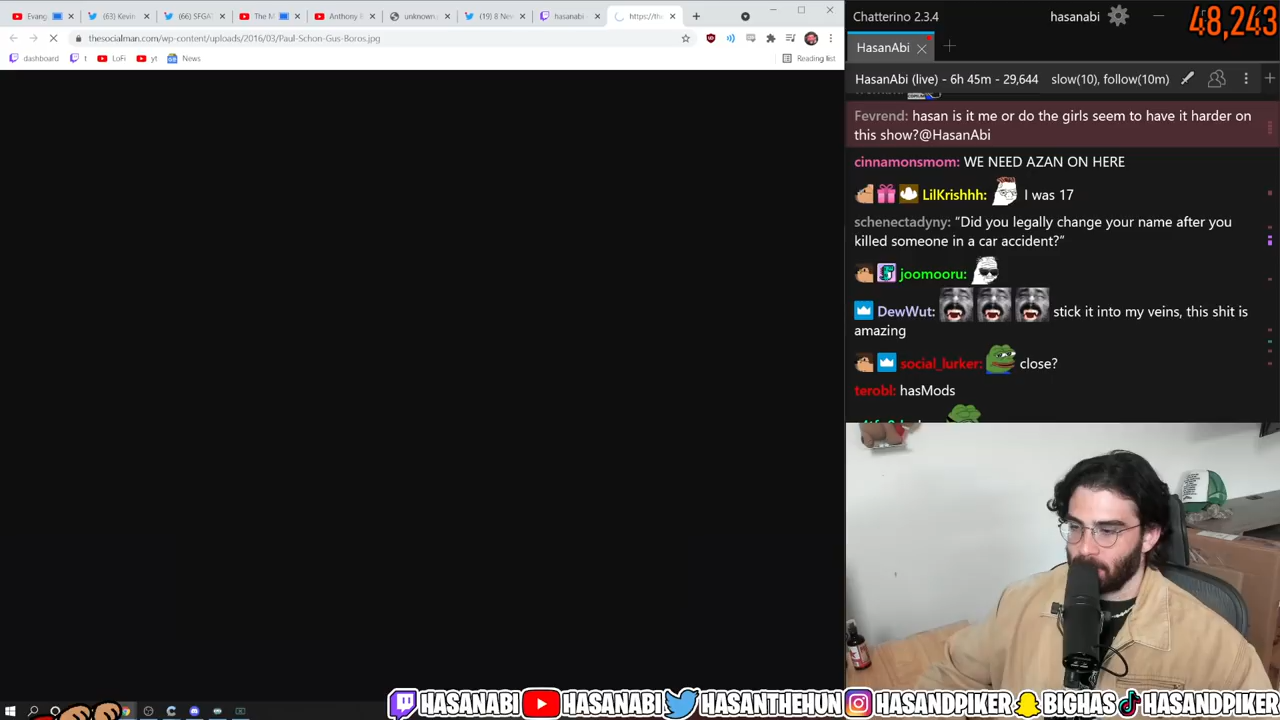 Evang
(63) Kevin
(66) SFGA
The M
Anthony F
unknown
(19) 8 New
hasanabi
https://the
thesocialman.com/wp-content/uploads/2016/03/Paul-Schon-Gus-Boros.jpg
dashboard
t
LoFi
yt
News
Reading list
Chatterino 2.3.4
hasanabi
48,243
HasanAbi
HasanAbi (live) - 6h 45m - 29,644
slow(10), follow(10m)
Fevrend: hasan is it me or do the girls seem to have it harder on
this show?@HasanAbi
cinnamonsmom: WE NEED AZAN ON HERE
LilKrishhh: I was 17
schenectadyny: “Did you legally change your name after you
killed someone in a car accident?”
joomooru:
DewWut: stick it into my veins, this shit is
amazing
social_lurker: close?
terobl: hasMods
HASANABI
HASANABI
HASANTHEHUN
HASANDPIKER
BIGHAS
HASANDPIKER